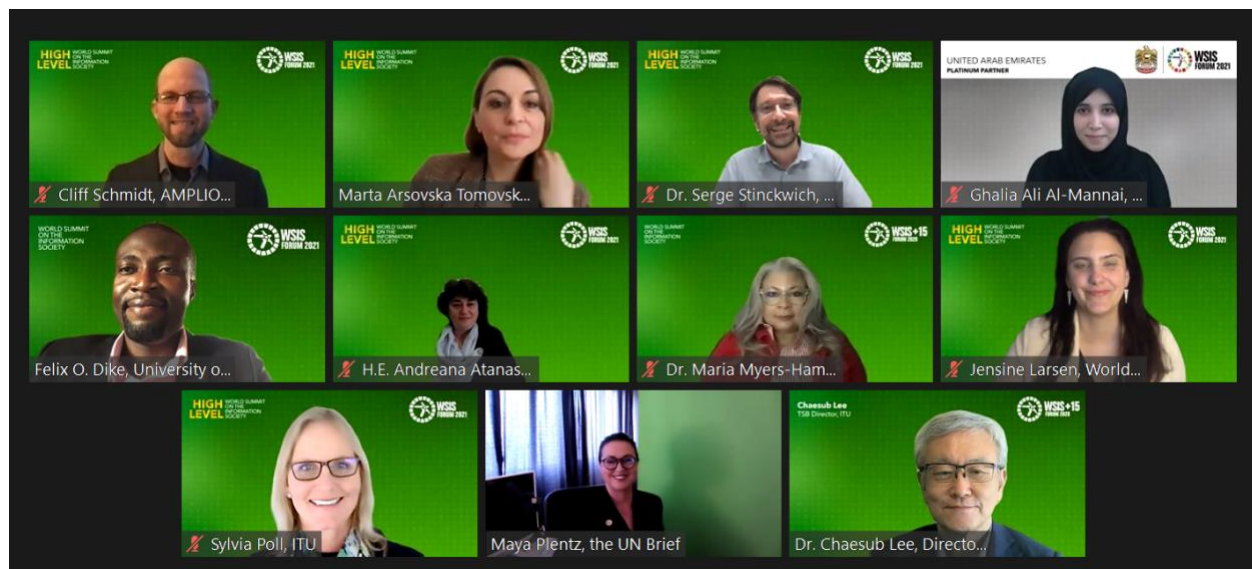 HIGH LEVEL WORLD SUMMIT ON THE INFORMATION SOCIETY
WSIS FORUM 2021
Cliff Schmidt, AMPLIO...
HIGH LEVEL WORLD SUMMIT ON THE INFORMATION SOCIETY
WSIS FORUM 2021
Marta Arsovska Tomovsk...
HIGH LEVEL WORLD SUMMIT ON THE INFORMATION SOCIETY
WSIS FORUM 2021
Dr. Serge Stinckwich, ...
UNITED ARAB EMIRATES
PLATINUM PARTNER
WSIS FORUM 2021
Ghalia Ali Al-Mannai, ...
WORLD SUMMIT
ON THE
INFORMATION
SOCIETY
WSIS FORUM 2021
Felix O. Dike, University o...
HIGH LEVEL WORLD SUMMIT ON THE INFORMATION SOCIETY
WSIS FORUM 2021
H.E. Andreana Atanas...
WORLD SUMMIT
ON THE
INFORMATION
SOCIETY
WSIS+15
FORUM 2020
Dr. Maria Myers-Ham...
HIGH LEVEL WORLD SUMMIT ON THE INFORMATION SOCIETY
WSIS FORUM 2021
Jensine Larsen, World...
HIGH LEVEL WORLD SUMMIT ON THE INFORMATION SOCIETY
WSIS FORUM 2021
Sylvia Poll, ITU
Maya Plentz, the UN Brief
Chaesub Lee
TSB Director, ITU
WSIS+15
FORUM 2020
Dr. Chaesub Lee, Directo...